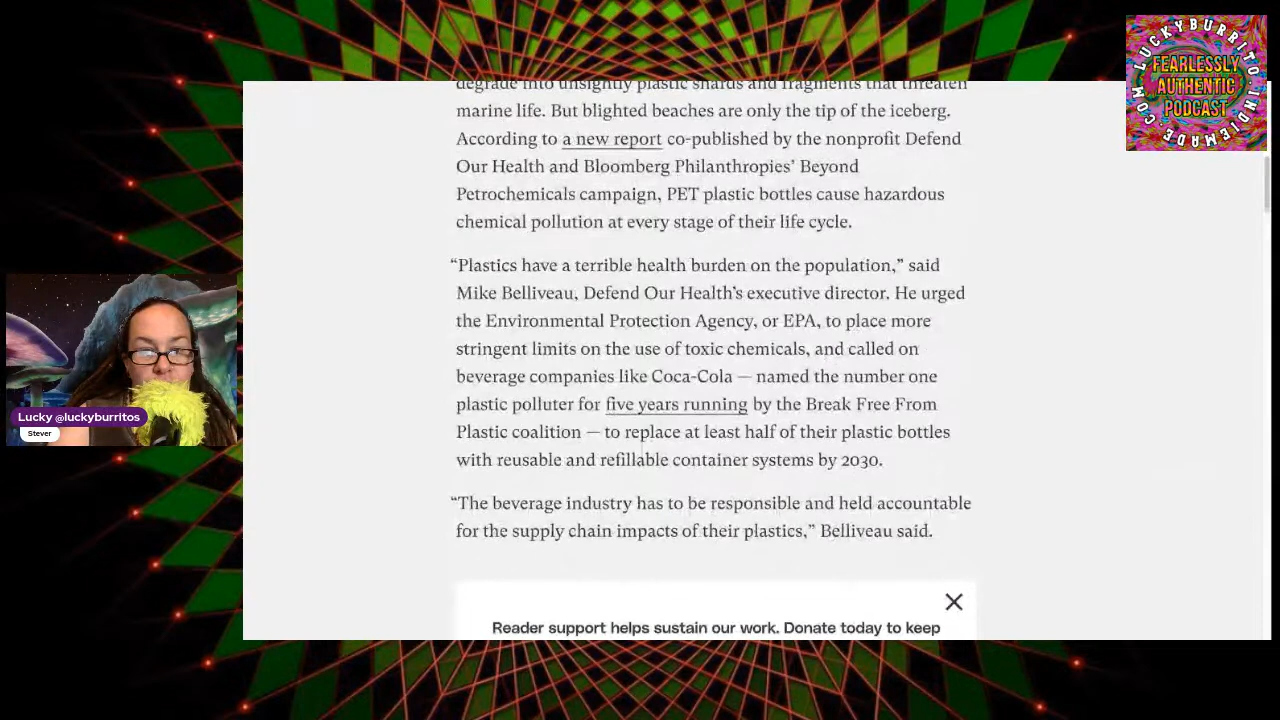 degrade into unsightly plastic shards and fragments that threaten
marine life. But blighted beaches are only the tip of the iceberg.
According to a new report co-published by the nonprofit Defend
Our Health and Bloomberg Philanthropies’ Beyond
Petrochemicals campaign, PET plastic bottles cause hazardous
chemical pollution at every stage of their life cycle.
“Plastics have a terrible health burden on the population,” said
Mike Belliveau, Defend Our Health’s executive director. He urged
the Environmental Protection Agency, or EPA, to place more
stringent limits on the use of toxic chemicals, and called on
beverage companies like Coca-Cola — named the number one
plastic polluter for five years running by the Break Free From
Plastic coalition — to replace at least half of their plastic bottles
with reusable and refillable container systems by 2030.
“The beverage industry has to be responsible and held accountable
for the supply chain impacts of their plastics,” Belliveau said.
Reader support helps sustain our work. Donate today to keep
Lucky @luckyburritos
Stever
LUCKYBURRITO.INDIEMADE.COM
FEARLESSLY
AUTHENTIC
PODCAST